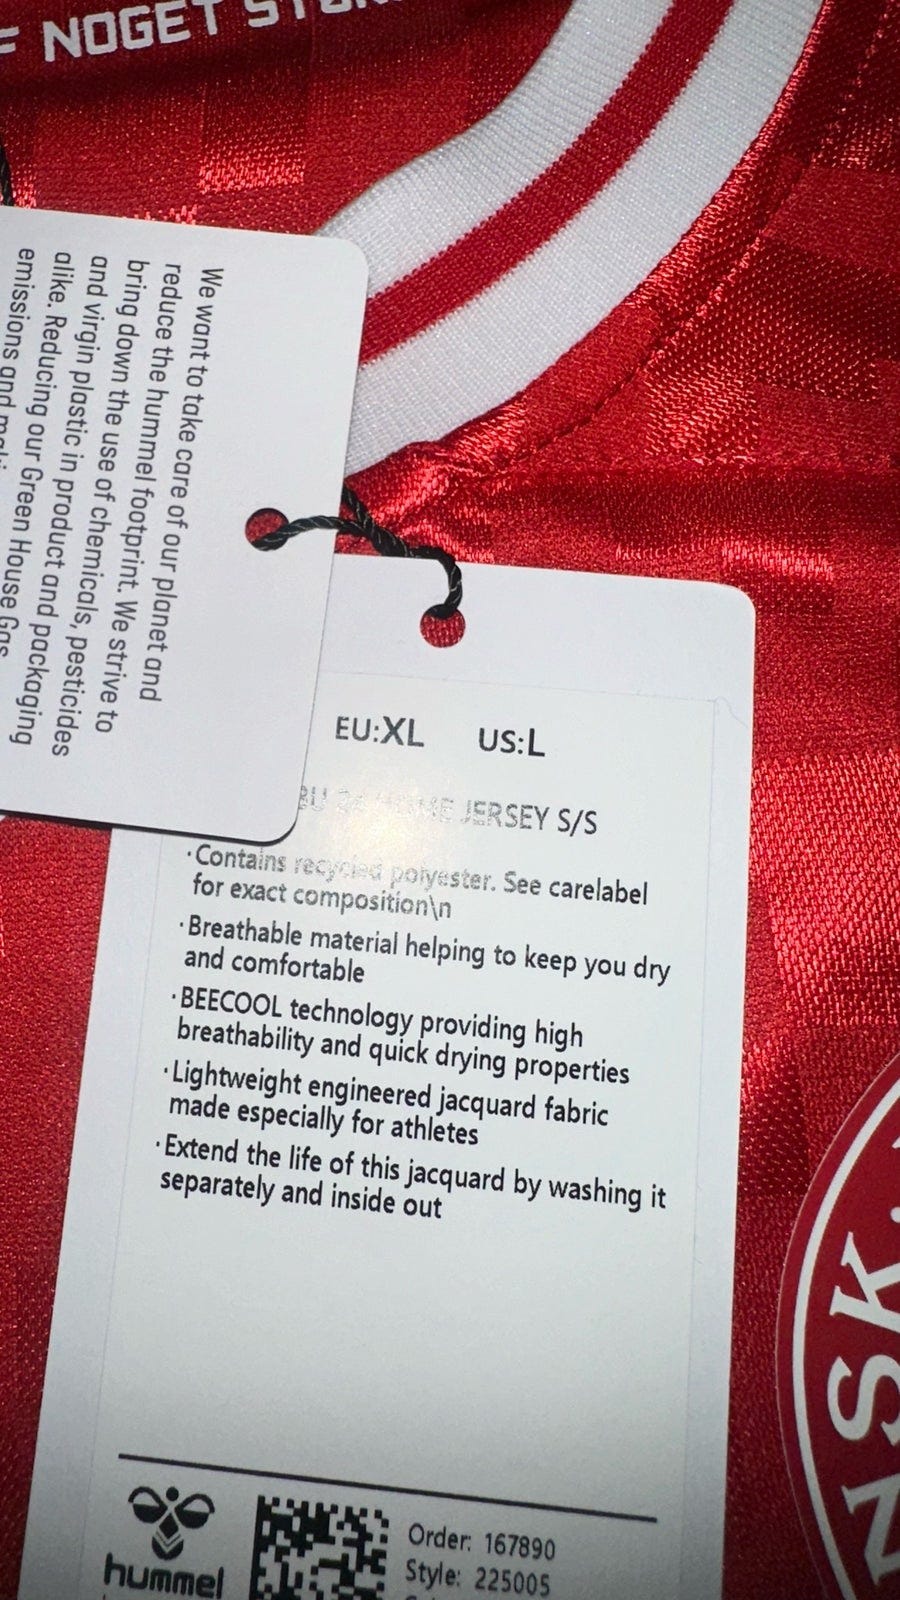 NOGET
We want to take care of our planet and
reduce the hummel footprint. We strive to
bring down the use of chemicals, pesticides
and virgin plastic in product and packaging
alike. Reducing our Green House Gas
emissions and
EU:XL US:L
HOME JERSEY S/S
·Contains recycled polyester. See carelabel
for exact composition\n
·Breathable material helping to keep you dry
and comfortable
·BEECOOL technology providing high
breathability and quick drying properties
·Lightweight engineered jacquard fabric
made especially for athletes
·Extend the life of this jacquard by washing it
separately and inside out
hummel
Order: 167890
Style: 225005
NSK